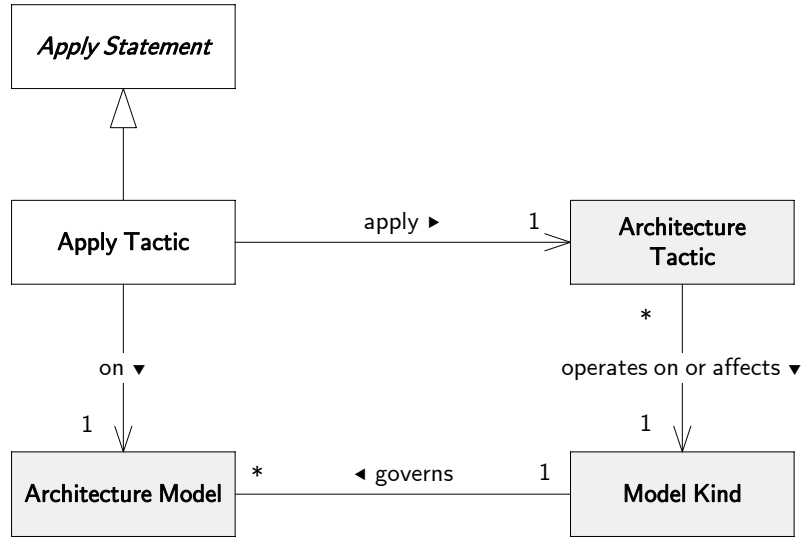 Apply Statement
Apply Tactic
apply ▶
1
Architecture
Tactic
*
on ▼
operates on or affects ▼
1
1
Architecture Model
*
◀ governs
1
Model Kind